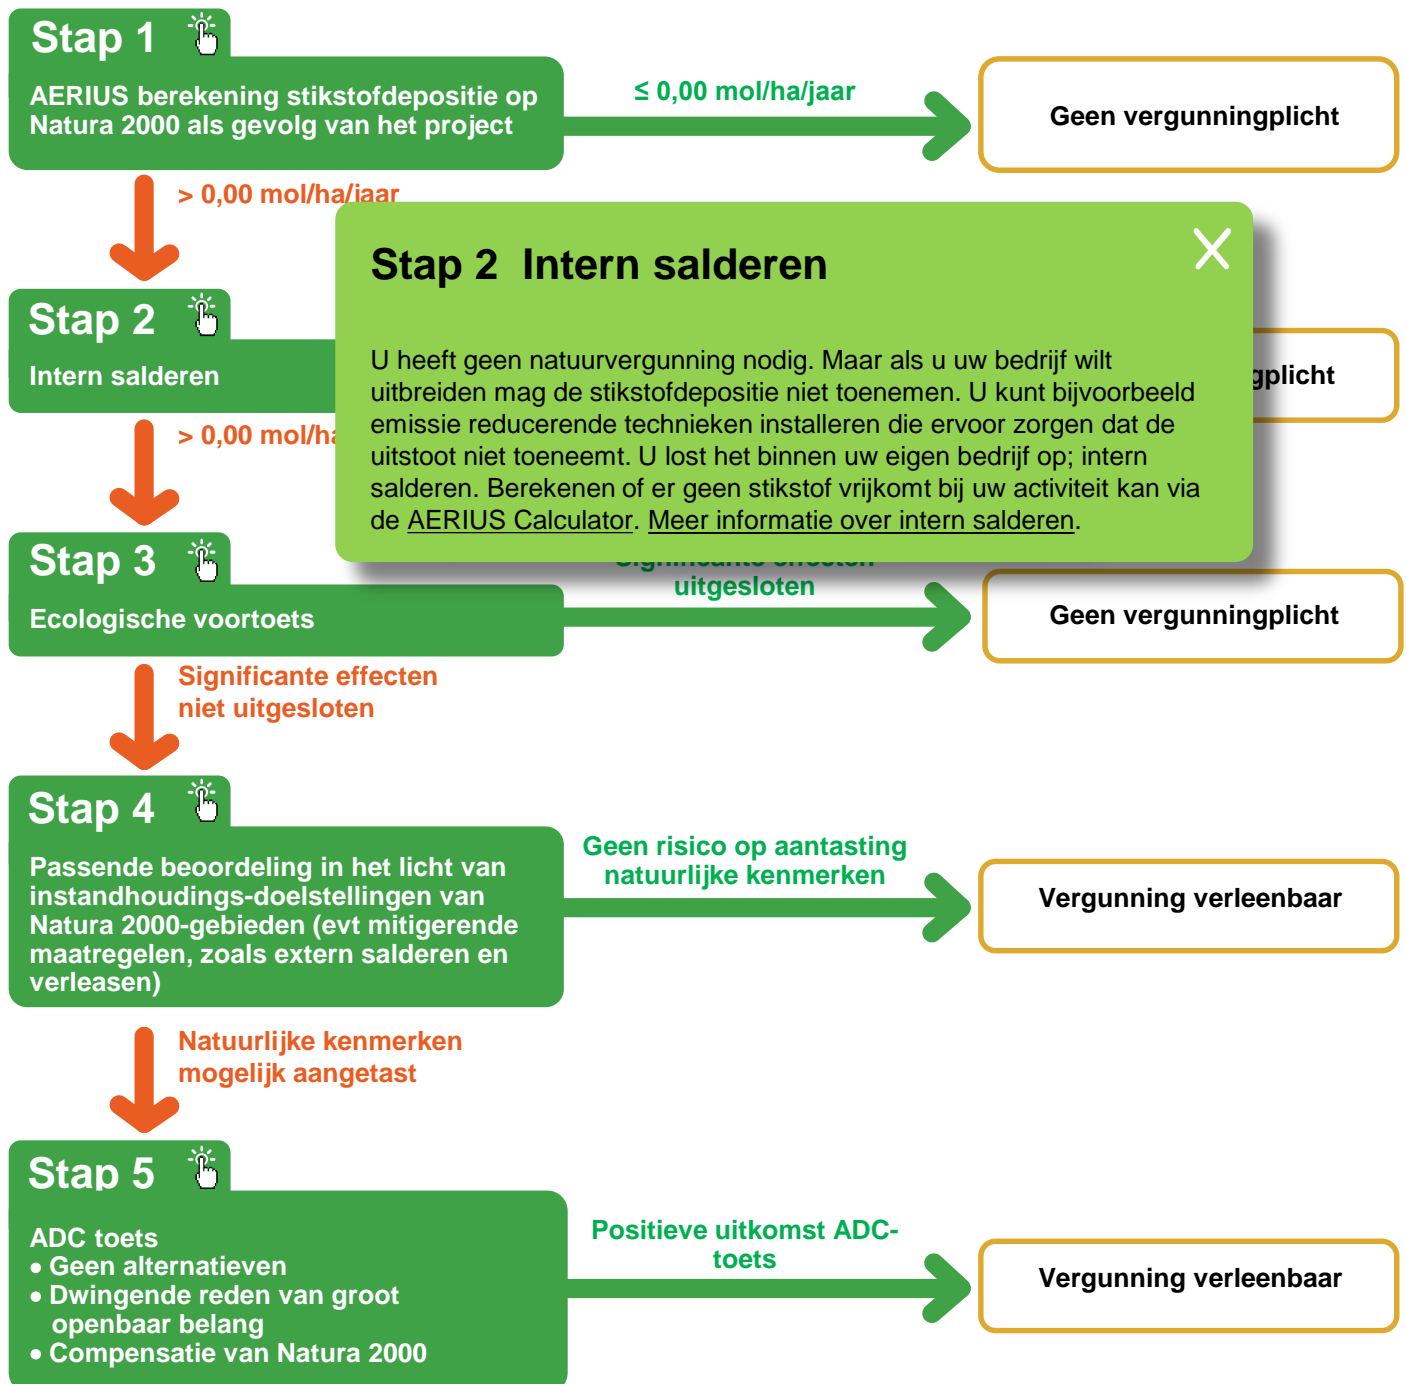 Stap 1
AERIUS berekening stikstofdepositie op
Natura 2000 als gevolg van het project
≤ 0,00 mol/ha/jaar
Geen vergunningplicht
> 0,00 mol/ha/jaar
Stap 2
Intern salderen
Stap 2 Intern salderen
X
U heeft geen natuurvergunning nodig. Maar als u uw bedrijf wilt
uitbreiden mag de stikstofdepositie niet toenemen. U kunt bijvoorbeeld
emissie reducerende technieken installeren die ervoor zorgen dat de
uitstoot niet toeneemt. U lost het binnen uw eigen bedrijf op; intern
salderen. Berekenen of er geen stikstof vrijkomt bij uw activiteit kan via
de AERIUS Calculator. Meer informatie over intern salderen.
gplicht
> 0,00 mol/ha
Stap 3
Ecologische voortoets
Significante effecten
uitgesloten
Geen vergunningplicht
Significante effecten
niet uitgesloten
Stap 4
Passende beoordeling in het licht van
instandhoudings-doelstellingen van
Natura 2000-gebieden (evt mitigerende
maatregelen, zoals extern salderen en
verleasen)
Geen risico op aantasting
natuurlijke kenmerken
Vergunning verleenbaar
Natuurlijke kenmerken
mogelijk aangetast
Stap 5
ADC toets
• Geen alternatieven
• Dwingende reden van groot
openbaar belang
• Compensatie van Natura 2000
Positieve uitkomst ADC-
toets
Vergunning verleenbaar